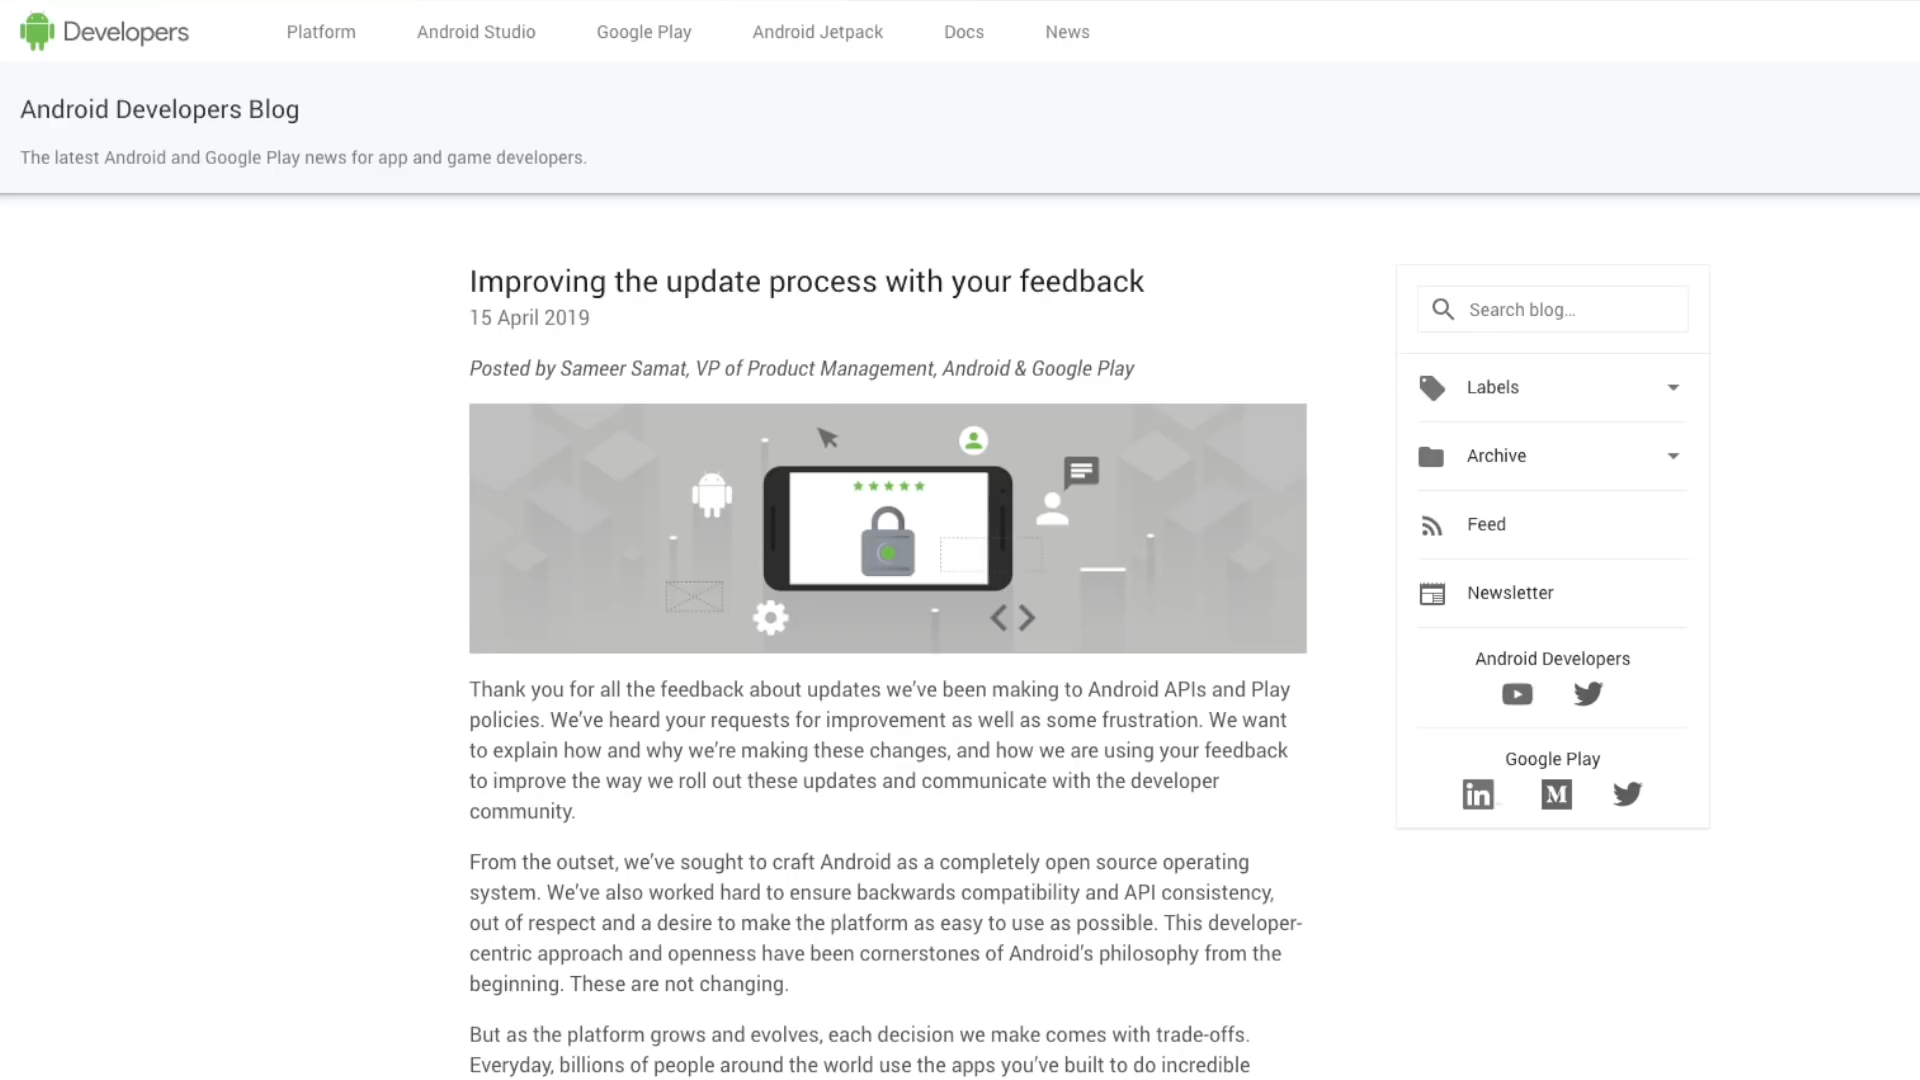 Developers
Platform
Android Studio
Google Play
Android Jetpack
Docs
News
Android Developers Blog
The latest Android and Google Play news for app and game developers.
Improving the update process with your feedback
15 April 2019
Posted by Sameer Samat, VP of Product Management, Android & Google Play
Thank you for all the feedback about updates we’ve been making to Android APIs and Play
policies. We’ve heard your requests for improvement as well as some frustration. We want
to explain how and why we’re making these changes, and how we are using your feedback
to improve the way we roll out these updates and communicate with the developer
community.
From the outset, we’ve sought to craft Android as a completely open source operating
system. We’ve also worked hard to ensure backwards compatibility and API consistency,
out of respect and a desire to make the platform as easy to use as possible. This developer-
centric approach and openness have been cornerstones of Android’s philosophy from the
beginning. These are not changing.
But as the platform grows and evolves, each decision we make comes with trade-offs.
Everyday, billions of people around the world use the apps you’ve built to do incredible
Search blog...
Labels
Archive
Feed
Newsletter
Android Developers
Google Play
in
M